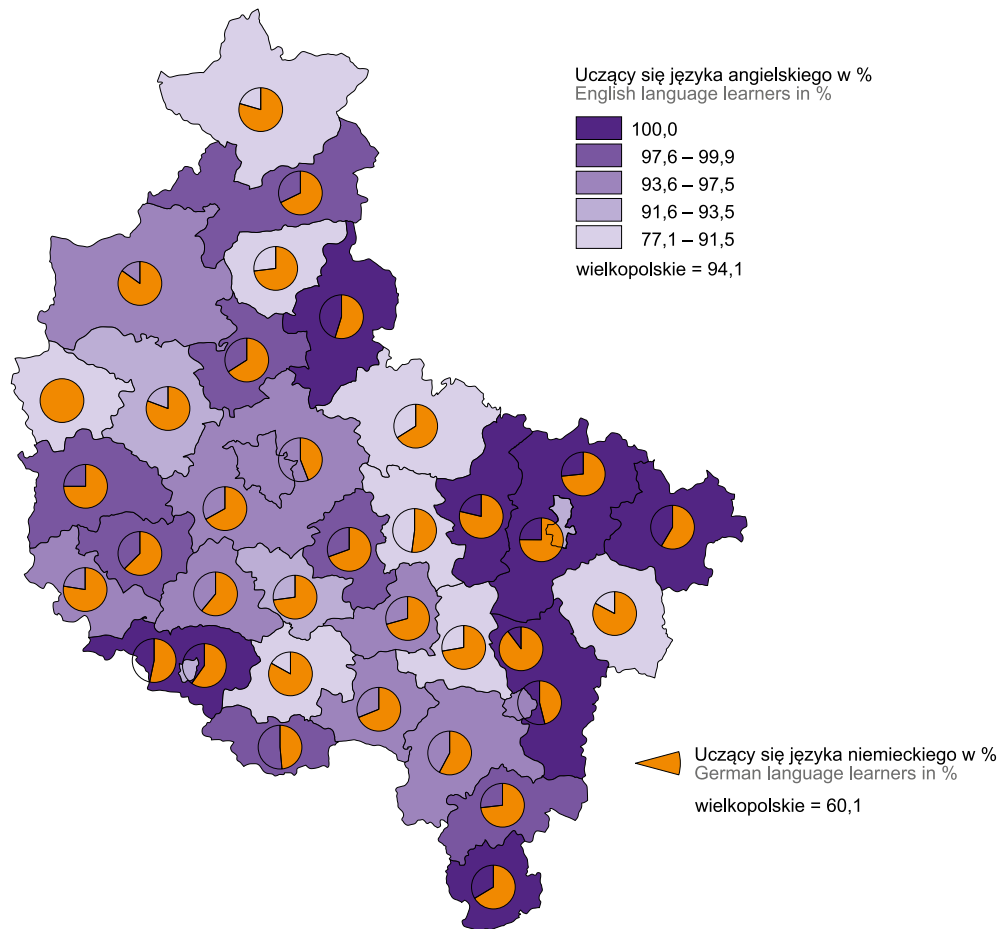 Uczący się języka angielskiego w %
English language learners in %
100,0
97,6 – 99,9
93,6 – 97,5
91,6 – 93,5
77,1 – 91,5
wielkopolskie = 94,1
Uczący się języka niemieckiego w %
German language learners in %
wielkopolskie = 60,1